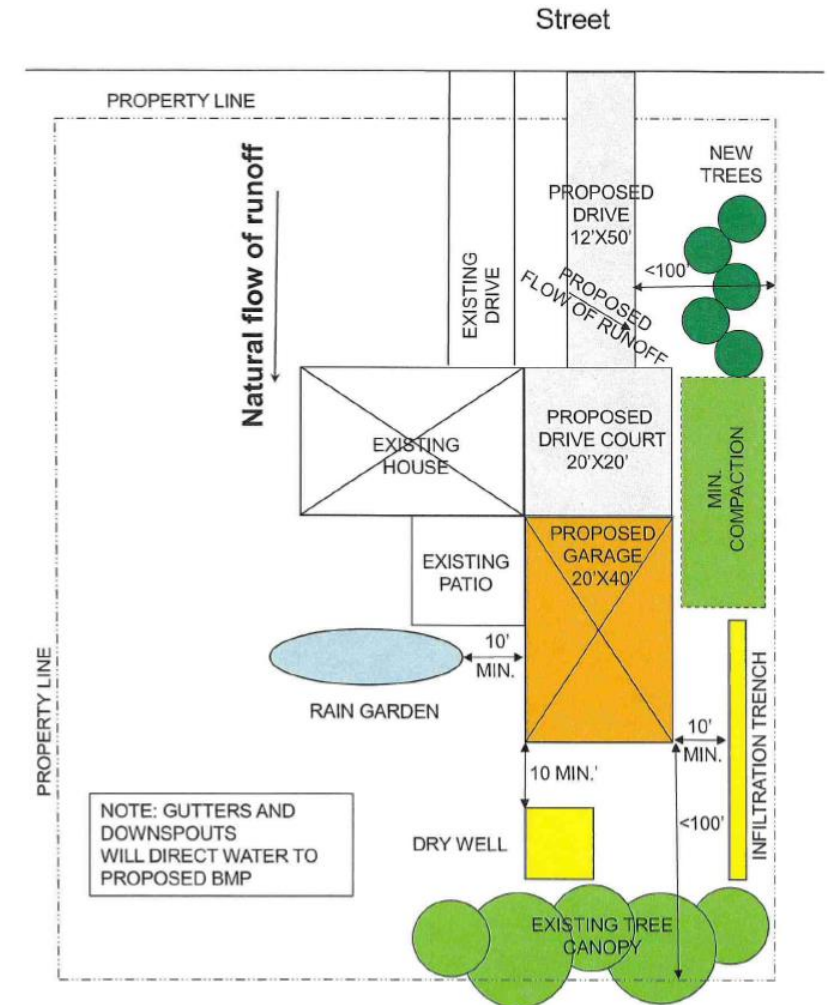 Street
PROPERTY LINE
Natural flow of runoff
NEW
TREES
PROPOSED
DRIVE
12'X50'
<100'
EXISTING
DRIVE
PROPOSED
FLOW OF RUNOFF
EXISTING
HOUSE
PROPOSED
DRIVE COURT
20'X20'
MIN.
COMPACTION
PROPOSED
GARAGE
20'X40'
EXISTING
PATIO
10'
MIN.
RAIN GARDEN
PROPERTY LINE
10'
MIN.
10 MIN.'
INFILTRATION TRENCH
<100'
NOTE: GUTTERS AND
DOWNSPOUTS
WILL DIRECT WATER TO
PROPOSED BMP
DRY WELL
EXISTING TREE
CANOPY